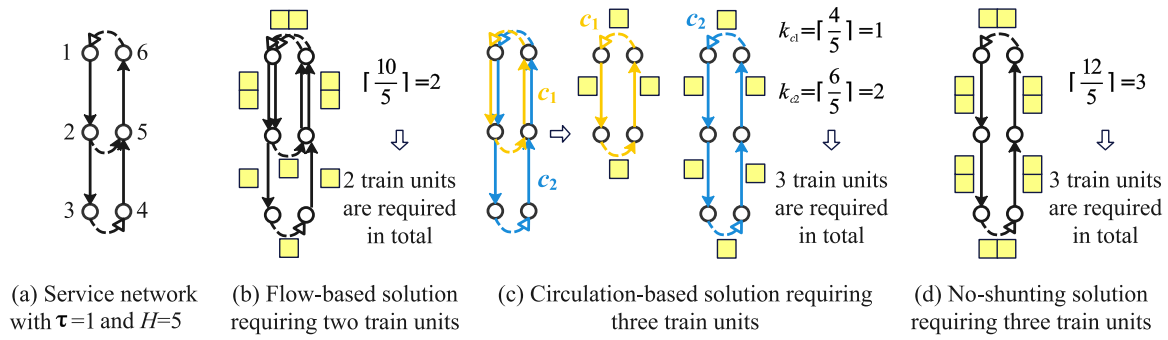 1
6
2
5
3
4
(a) Service network
with τ=1 and H=5
⌈10/5⌉=2
2 train units
are required
in total
(b) Flow-based solution
requiring two train units
c₁
c₂
c₁
c₂
k_c1=⌈4/5⌉=1
k_c2=⌈6/5⌉=2
3 train units
are required
in total
(c) Circulation-based solution requiring
three train units
⌈12/5⌉=3
3 train units
are required
in total
(d) No-shunting solution
requiring three train units